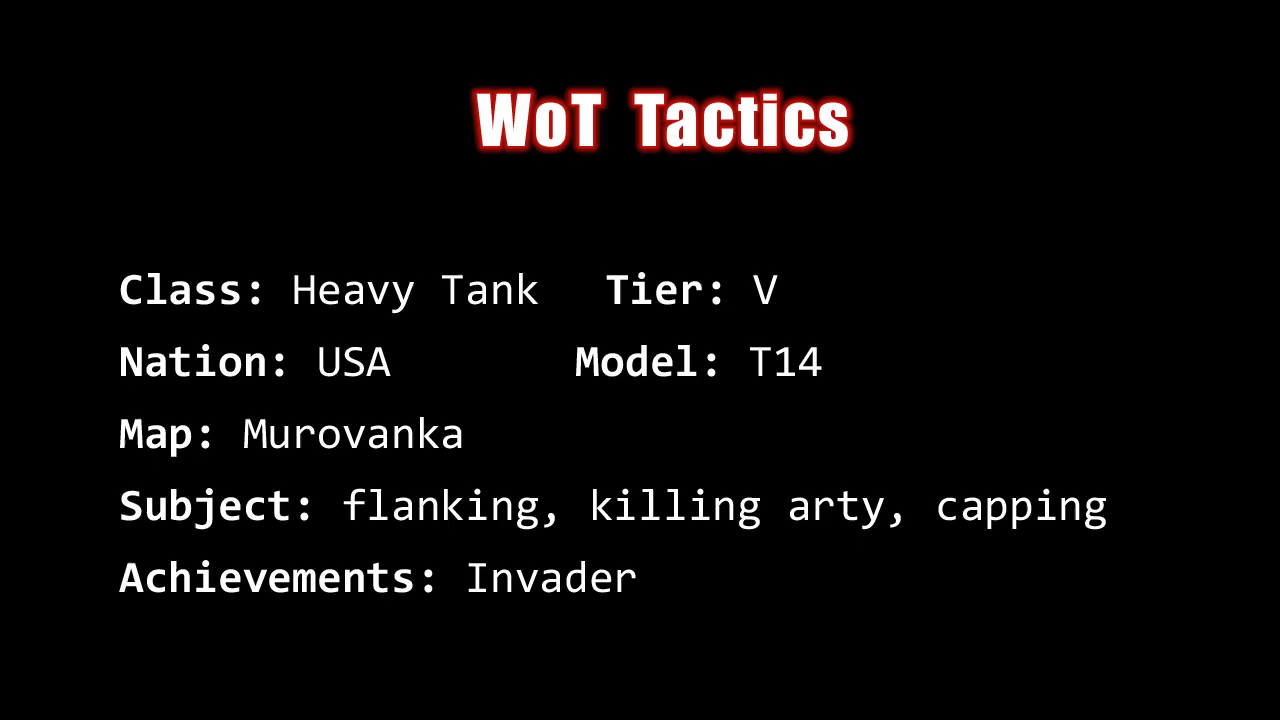 WoT Tactics
Class: Heavy Tank Tier: V
Nation: USA Model: T14
Map: Murovanka
Subject: flanking, killing arty, capping
Achievements: Invader